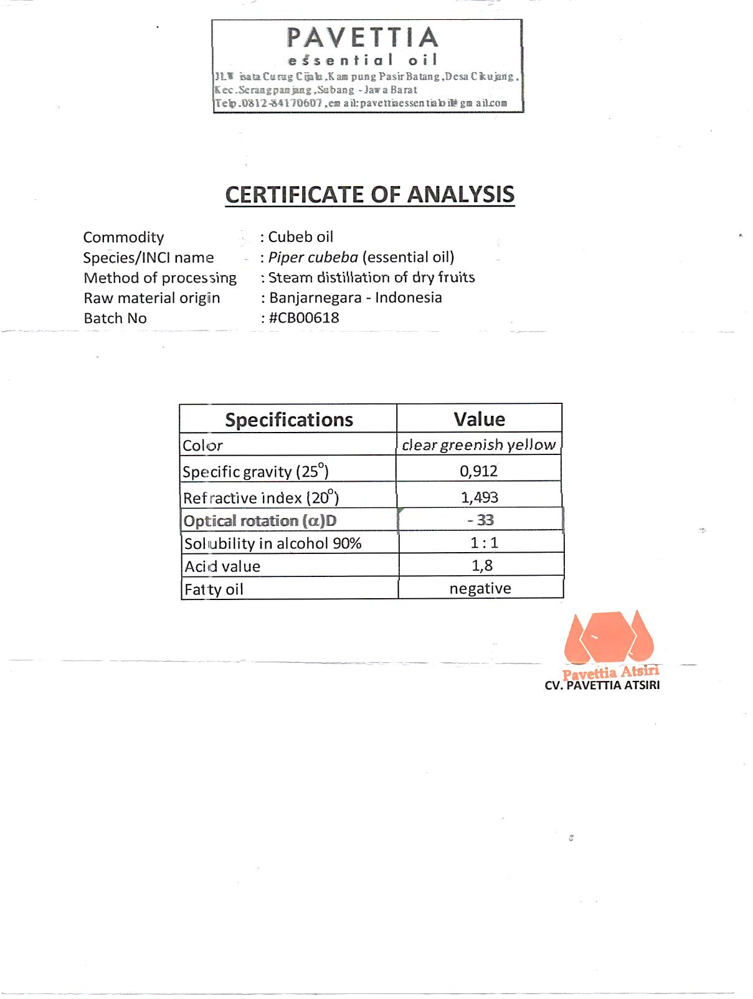 PAVETTIA
essential oil
JL.Wisata Curug Cijalu, Kampung Pasir Batang, Desa Cikujang,
Kec. Serangpanjang, Subang - Jawa Barat
Telp. 0812-84170607, email: pavettiaessentialoil@gmail.com
CERTIFICATE OF ANALYSIS
Commodity : Cubeb oil
Species/INCI name : Piper cubeba (essential oil)
Method of processing : Steam distillation of dry fruits
Raw material origin : Banjarnegara - Indonesia
Batch No : #CB00618
Specifications Value
Color clear greenish yellow
Specific gravity (25°) 0,912
Refractive index (20°) 1,493
Optical rotation (α)D - 33
Solubility in alcohol 90% 1 : 1
Acid value 1,8
Fatty oil negative
Pavettia Atsiri
CV. PAVETTIA ATSIRI